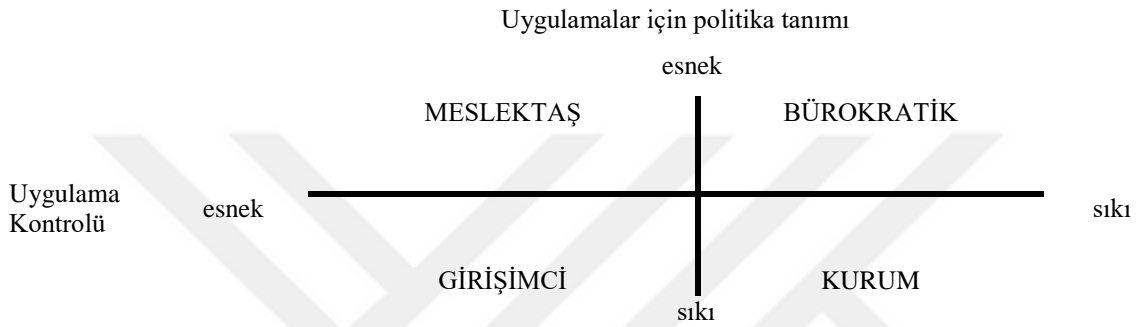 Uygulamalar için politika tanımı
esnek
MESLEKTAŞ BÜROKRATİK
Uygulama
Kontrolü
esnek
sıkı
GİRİŞİMCİ KURUM
sıkı